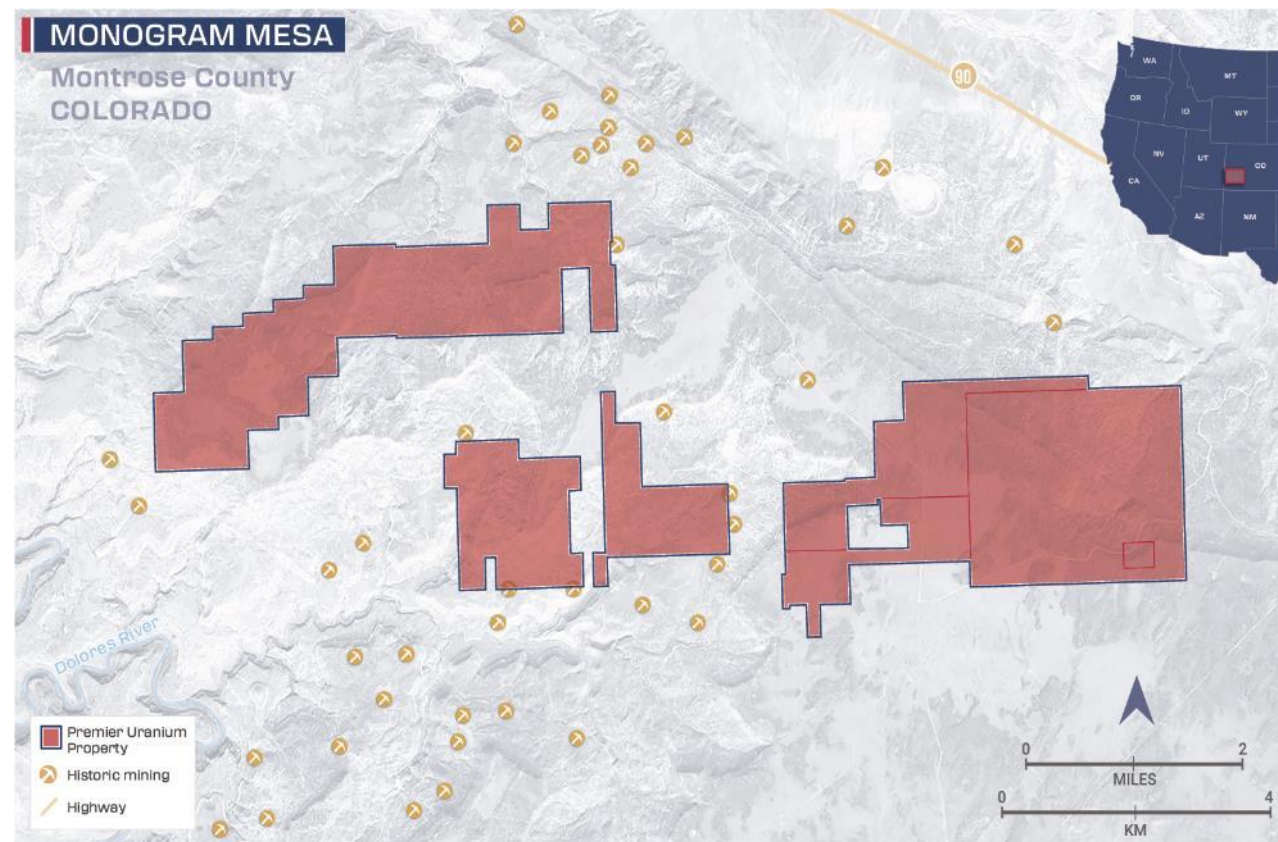 MONOGRAM MESA
Montrose County
COLORADO
90
WA
MT
OR
ID
WY
NV
UT
CO
CA
AZ
NM
Dolores River
Premier Uranium
Property
Historic mining
Highway
0 2
MILES
0 4
KM